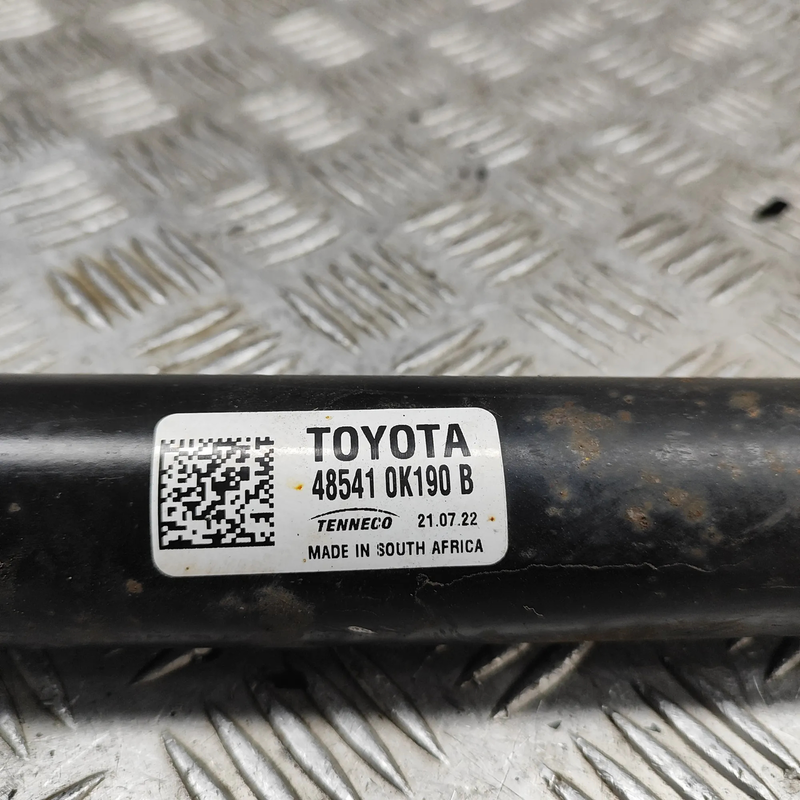 TOYOTA
48541 0K190 B
TENNECO 21.07.22
MADE IN SOUTH AFRICA